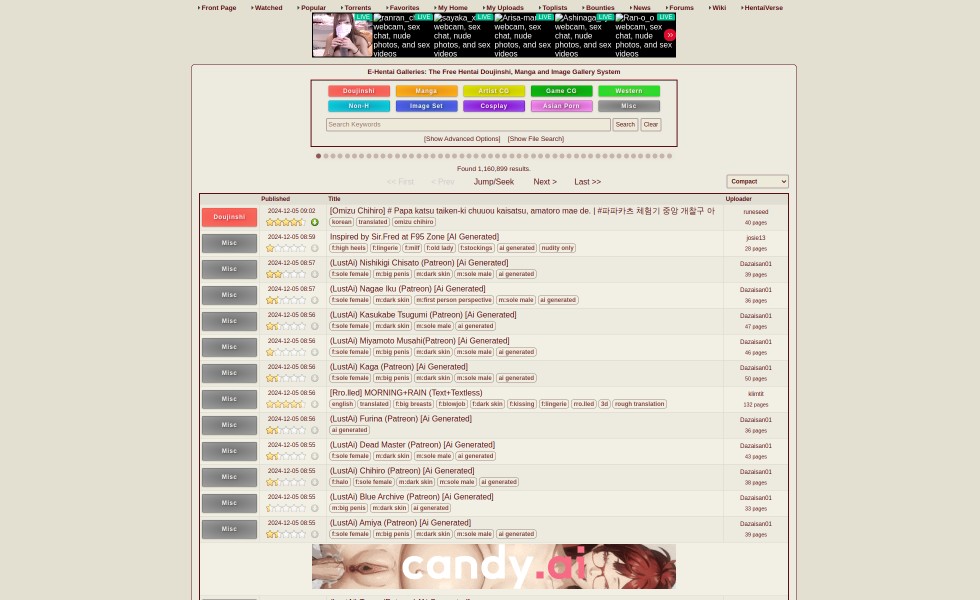 Front Page Watched Popular Torrents Favorites My Home My Uploads Toplists Bounties News Forums Wiki HentaiVerse
LIVE LIVE LIVE LIVE LIVE LIVE
webcam, sex chat, nude photos, and sex videos
webcam, sex chat, nude photos, and sex videos
webcam, sex chat, nude photos, and sex videos
webcam, sex chat, nude photos, and sex videos
webcam, sex chat, nude photos, and sex videos
E-Hentai Galleries: The Free Hentai Doujinshi, Manga and Image Gallery System
Doujinshi Manga Artist CG Game CG Western
Non-H Image Set Cosplay Asian Porn Misc
Search Keywords Search Clear
[Show Advanced Options] [Show File Search]
Found 1,160,899 results.
<< First < Prev Jump/Seek Next > Last >> Compact
Published Title Uploader
Doujinshi 2024-12-05 09:02 [Omizu Chihiro] # Papa katsu taiken-ki chuuou kaisatsu, amatoro mae de. | #파파카츠 체험기 중앙 개찰구 아 runeseed
korean translated omizu chihiro 40 pages
Misc 2024-12-05 08:59 Inspired by Sir.Fred at F95 Zone [AI Generated] josie13
f:high heels f:lingerie f:milf f:old lady f:stockings ai generated nudity only 28 pages
Misc 2024-12-05 08:57 (LustAi) Nishikigi Chisato (Patreon) [Ai Generated] Dazaisan01
f:sole female m:big penis m:dark skin m:sole male ai generated 39 pages
Misc 2024-12-05 08:57 (LustAi) Nagae Iku (Patreon) [Ai Generated] Dazaisan01
f:sole female m:dark skin m:first person perspective m:sole male ai generated 36 pages
Misc 2024-12-05 08:56 (LustAi) Kasukabe Tsugumi (Patreon) [Ai Generated] Dazaisan01
f:sole female m:dark skin m:sole male ai generated 47 pages
Misc 2024-12-05 08:56 (LustAi) Miyamoto Musahi(Patreon) [Ai Generated] Dazaisan01
f:sole female m:big penis m:dark skin m:sole male ai generated 46 pages
Misc 2024-12-05 08:56 (LustAi) Kaga (Patreon) [Ai Generated] Dazaisan01
f:sole female m:big penis m:dark skin m:sole male ai generated 50 pages
Misc 2024-12-05 08:56 [Rro.lled] MORNING+RAIN (Text+Textless) klimtit
english translated f:big breasts f:blowjob f:dark skin f:kissing f:lingerie rro.lled 3d rough translation 132 pages
Misc 2024-12-05 08:56 (LustAi) Furina (Patreon) [Ai Generated] Dazaisan01
ai generated 36 pages
Misc 2024-12-05 08:55 (LustAi) Dead Master (Patreon) [Ai Generated] Dazaisan01
f:sole female m:dark skin m:sole male ai generated 43 pages
Misc 2024-12-05 08:55 (LustAi) Chihiro (Patreon) [Ai Generated] Dazaisan01
f:halo f:sole female m:dark skin m:sole male ai generated 38 pages
Misc 2024-12-05 08:55 (LustAi) Blue Archive (Patreon) [Ai Generated] Dazaisan01
m:big penis m:dark skin ai generated 33 pages
Misc 2024-12-05 08:55 (LustAi) Amiya (Patreon) [Ai Generated] Dazaisan01
f:sole female m:big penis m:dark skin m:sole male ai generated 39 pages
candy.ai